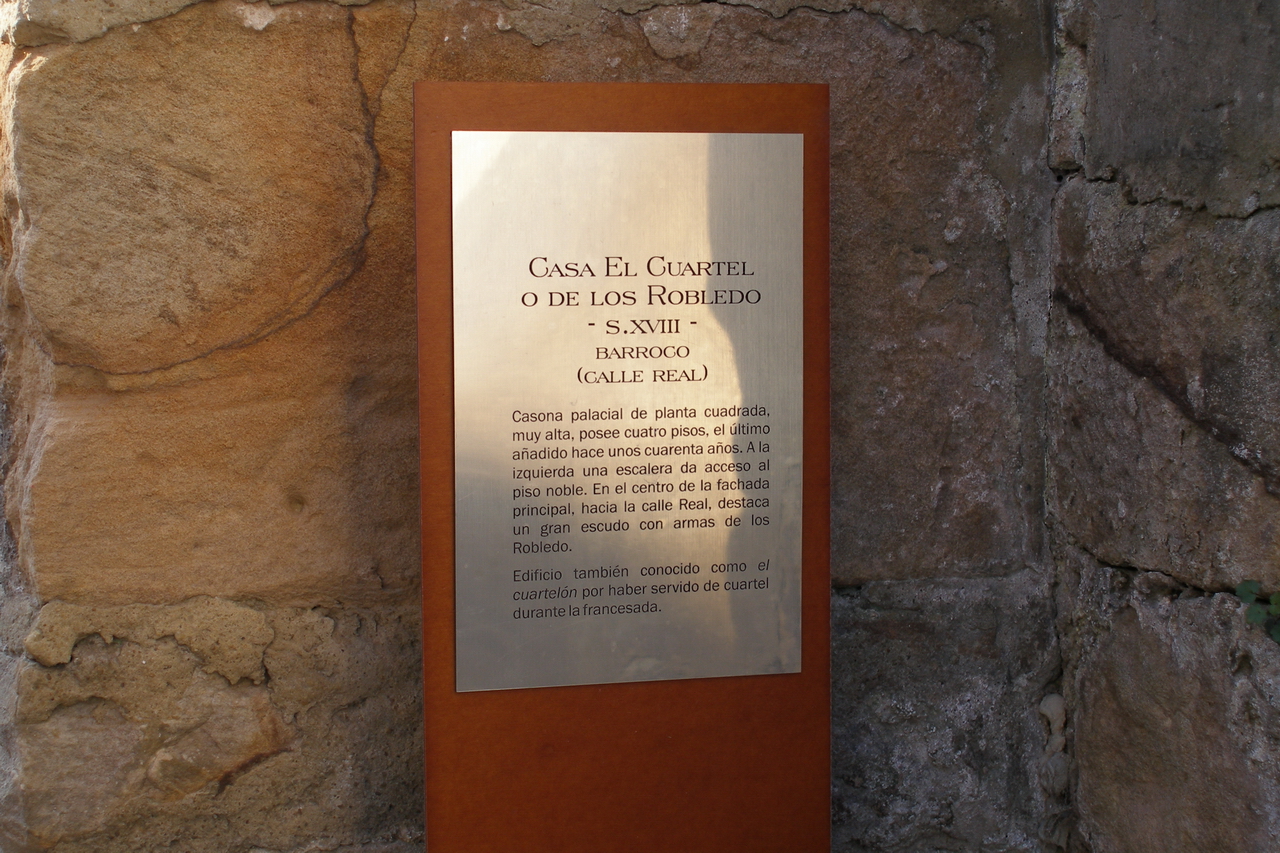 Casa El Cuartel
o de los Robledo
- s.XVIII -
barroco
(calle real)
Casona palacial de planta cuadrada,
muy alta, posee cuatro pisos, el último
añadido hace unos cuarenta años. A la
izquierda una escalera da acceso al
piso noble. En el centro de la fachada
principal, hacia la calle Real, destaca
un gran escudo con armas de los
Robledo.
Edificio también conocido como el
cuartelón por haber servido de cuartel
durante la francesada.